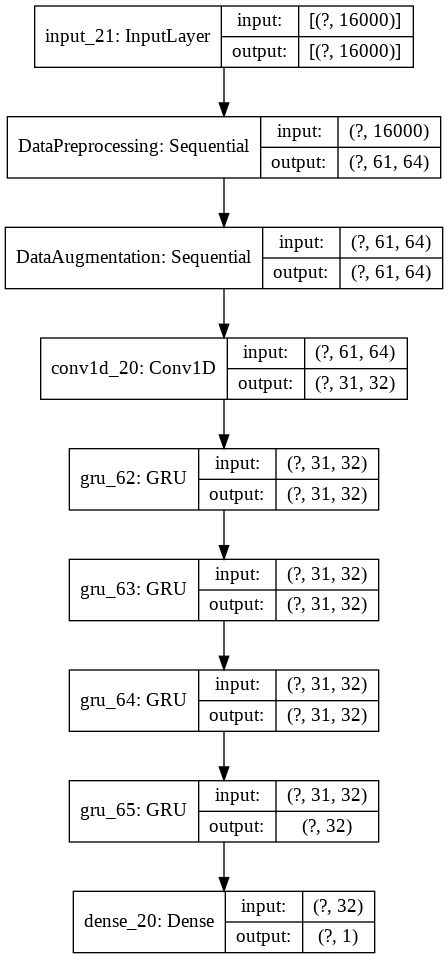 input_21: InputLayer
input: [(?, 16000)]
output: [(?, 16000)]
DataPreprocessing: Sequential
input: (?, 16000)
output: (?, 61, 64)
DataAugmentation: Sequential
input: (?, 61, 64)
output: (?, 61, 64)
conv1d_20: Conv1D
input: (?, 61, 64)
output: (?, 31, 32)
gru_62: GRU
input: (?, 31, 32)
output: (?, 31, 32)
gru_63: GRU
input: (?, 31, 32)
output: (?, 31, 32)
gru_64: GRU
input: (?, 31, 32)
output: (?, 31, 32)
gru_65: GRU
input: (?, 31, 32)
output: (?, 32)
dense_20: Dense
input: (?, 32)
output: (?, 1)